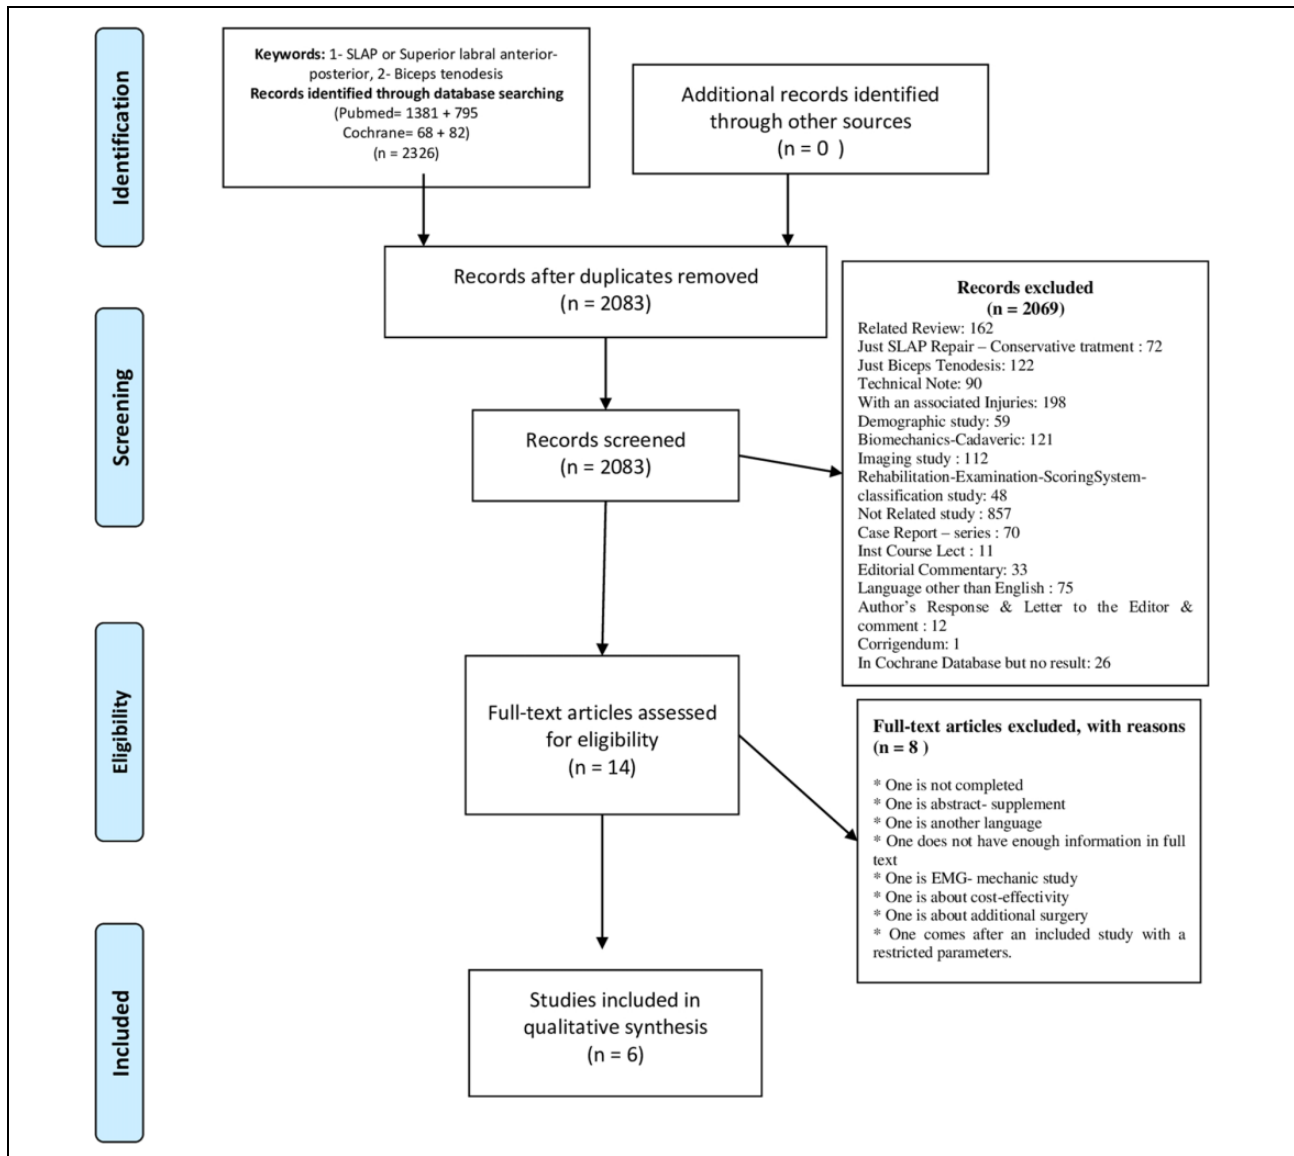 Identification
Keywords: 1- SLAP or Superior labral anterior-
posterior, 2- Biceps tenodesis
Records identified through database searching
(Pubmed= 1381 + 795
Cochrane= 68 + 82)
(n = 2326)
Additional records identified
through other sources
(n = 0 )
Records after duplicates removed
(n = 2083)
Screening
Records screened
(n = 2083)
Records excluded
(n = 2069)
Related Review: 162
Just SLAP Repair – Conservative tratment : 72
Just Biceps Tenodesis: 122
Technical Note: 90
With an associated Injuries: 198
Demographic study: 59
Biomechanics-Cadaveric: 121
Imaging study : 112
Rehabilitation-Examination-ScoringSystem-
classification study: 48
Not Related study : 857
Case Report – series : 70
Inst Course Lect : 11
Editorial Commentary: 33
Language other than English : 75
Author's Response & Letter to the Editor &
comment : 12
Corrigendum: 1
In Cochrane Database but no result: 26
Eligibility
Full-text articles assessed
for eligibility
(n = 14)
Full-text articles excluded, with reasons
(n = 8 )
* One is not completed
* One is abstract- supplement
* One is another language
* One does not have enough information in full
text
* One is EMG- mechanic study
* One is about cost-effectivity
* One is about additional surgery
* One comes after an included study with a
restricted parameters.
Included
Studies included in
qualitative synthesis
(n = 6)